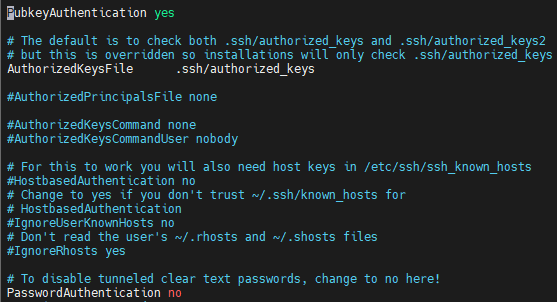 PubkeyAuthentication yes
# The default is to check both .ssh/authorized_keys and .ssh/authorized_keys2
# but this is overridden so installations will only check .ssh/authorized_keys
AuthorizedKeysFile .ssh/authorized_keys
#AuthorizedPrincipalsFile none
#AuthorizedKeysCommand none
#AuthorizedKeysCommandUser nobody
# For this to work you will also need host keys in /etc/ssh/ssh_known_hosts
#HostbasedAuthentication no
# Change to yes if you don't trust ~/.ssh/known_hosts for
# HostbasedAuthentication
#IgnoreUserKnownHosts no
# Don't read the user's ~/.rhosts and ~/.shosts files
#IgnoreRhosts yes
# To disable tunneled clear text passwords, change to no here!
PasswordAuthentication no